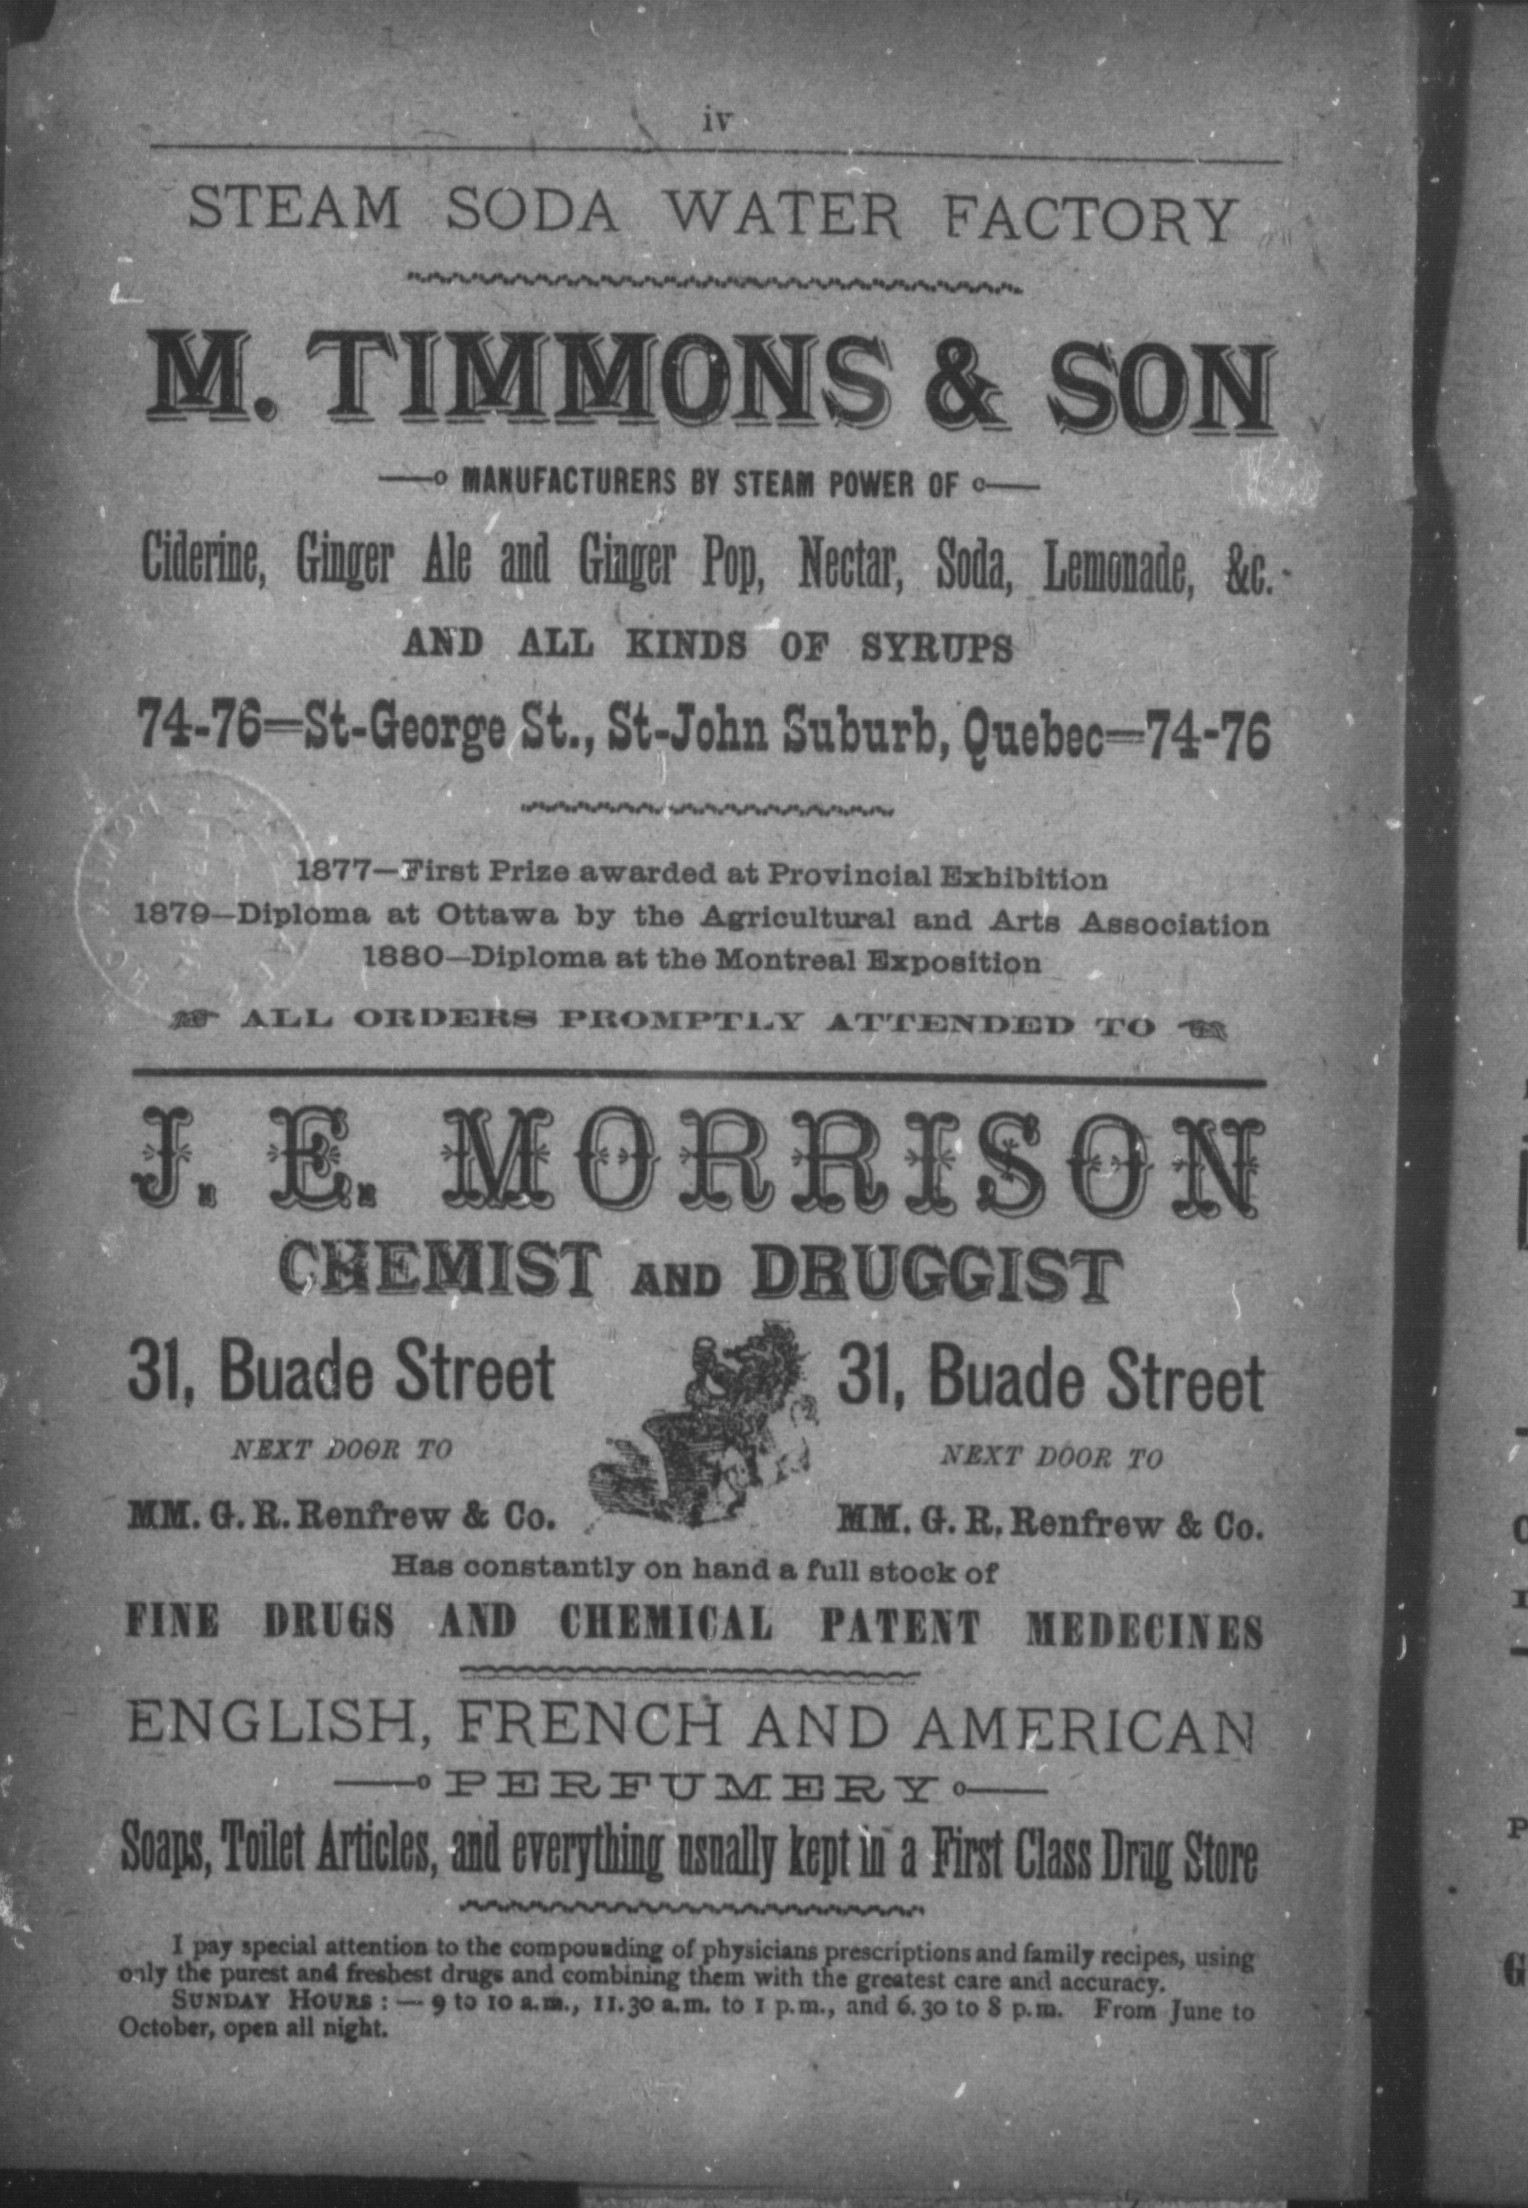 iv
STEAM SODA WATER FACTORY
M. TIMMONS & SON
MANUFACTURERS BY STEAM POWER OF
Ciderine, Ginger Ale and Ginger Pop, Nectar, Soda, Lemonade, &c.
AND ALL KINDS OF SYRUPS
74-76=St-George St., St-John Suburb, Quebec=74-76
1877—First Prize awarded at Provincial Exhibition
1879—Diploma at Ottawa by the Agricultural and Arts Association
1880—Diploma at the Montreal Exposition
ALL ORDERS PROMPTLY ATTENDED TO
J. E. MORRISON
CHEMIST AND DRUGGIST
31, Buade Street 31, Buade Street
NEXT DOOR TO NEXT DOOR TO
MM. G. R. Renfrew & Co. MM. G. R. Renfrew & Co.
Has constantly on hand a full stock of
FINE DRUGS AND CHEMICAL PATENT MEDECINES
ENGLISH, FRENCH AND AMERICAN
PERFUMERY
Soaps, Toilet Articles, and everything usually kept in a First Class Drug Store
I pay special attention to the compounding of physicians prescriptions and family recipes, using
only the purest and freshest drugs and combining them with the greatest care and accuracy.
SUNDAY HOURS : — 9 to 10 a.m., 11.30 a.m. to 1 p.m., and 6.30 to 8 p.m. From June to
October, open all night.